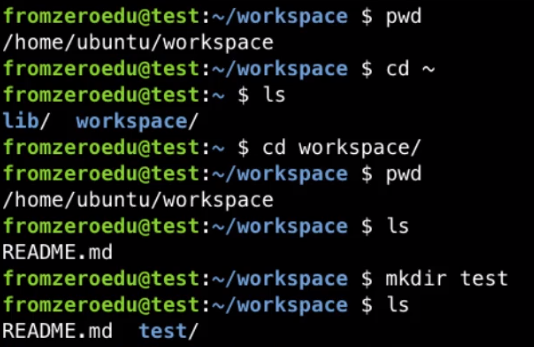 fromzeroedu@test:~/workspace $ pwd
/home/ubuntu/workspace
fromzeroedu@test:~/workspace $ cd ~
fromzeroedu@test:~ $ ls
lib/  workspace/
fromzeroedu@test:~ $ cd workspace/
fromzeroedu@test:~/workspace $ pwd
/home/ubuntu/workspace
fromzeroedu@test:~/workspace $ ls
README.md
fromzeroedu@test:~/workspace $ mkdir test
fromzeroedu@test:~/workspace $ ls
README.md  test/